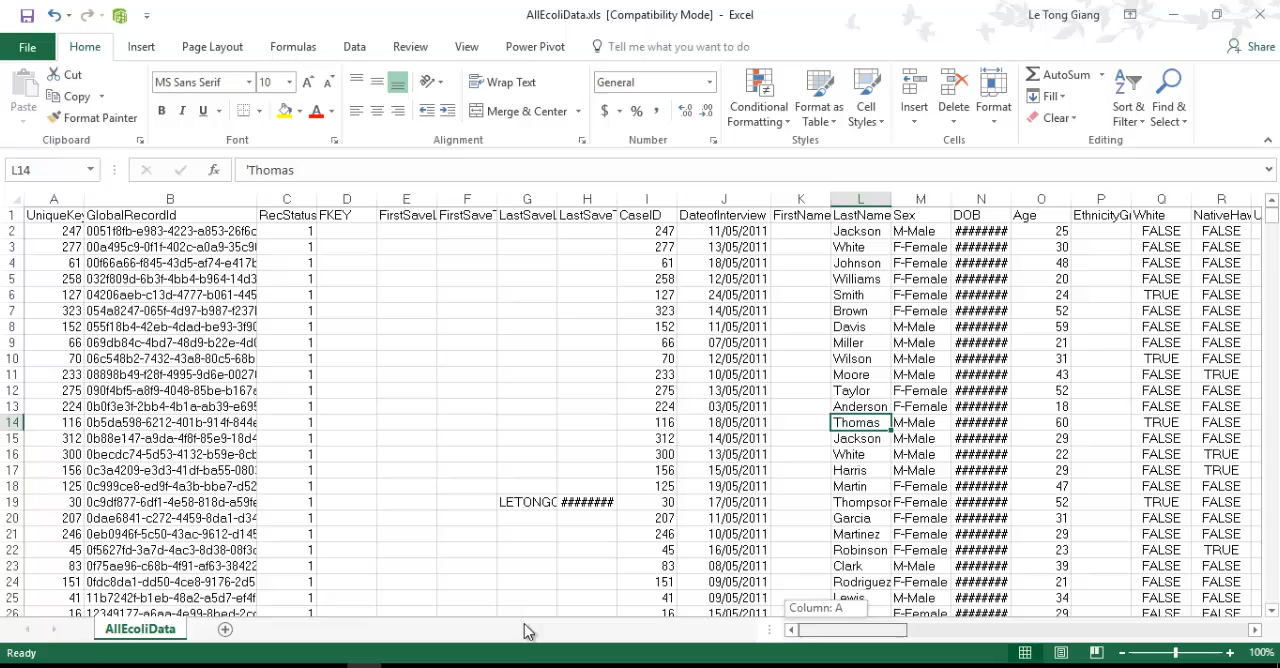 AllEcoliData.xls [Compatibility Mode] - Excel
Le Tong Giang
File Home Insert Page Layout Formulas Data Review View Power Pivot Tell me what you want to do Share
Paste
Cut
Copy
Format Painter
Clipboard
MS Sans Serif 10
B I U
Font
Wrap Text
Merge & Center
Alignment
General
$ % ,
Number
Conditional Formatting
Format as Table
Cell Styles
Styles
Insert
Delete
Format
Cells
AutoSum
Fill
Clear
Sort & Filter
Find & Select
Editing
L14 fx 'Thomas
A B C D E F G H I J K L M N O P Q R
1 UniqueKey GlobalRecordId RecStatus FKEY FirstSaveL FirstSave LastSaveL LastSave CaseID DateofInterview FirstName LastName Sex DOB Age EthnicityGr White NativeHaw
2 247 0051f8fb-e983-4223-a853-26f6c 1 247 11/05/2011 Jackson M-Male ######## 25 FALSE FALSE
3 277 00a495c9-0f1f-402c-a0a9-35c9 1 277 13/05/2011 White F-Female ######## 30 FALSE FALSE
4 61 00f66a66-f845-43d5-af74-e417b 1 61 18/05/2011 Johnson M-Male ######## 48 FALSE FALSE
5 258 032f809d-6b3f-4bb4-b964-14d3 1 258 12/05/2011 Williams F-Female ######## 20 FALSE FALSE
6 127 04206aeb-c13d-4777-b061-445 1 127 24/05/2011 Smith F-Female ######## 24 TRUE FALSE
7 323 054a8247-065f-4d97-b987-f237 1 323 14/05/2011 Brown F-Female ######## 52 FALSE FALSE
8 152 055f18b4-42eb-4dad-be93-3f90 1 152 11/05/2011 Davis M-Male ######## 59 FALSE FALSE
9 66 069db84c-4bd7-48d9-b22e-4d 1 66 07/05/2011 Miller M-Male ######## 21 FALSE FALSE
10 70 06c548b2-7432-43a8-80c5-68b 1 70 12/05/2011 Wilson M-Male ######## 31 TRUE FALSE
11 233 08898b49-f28f-4995-9d6e-0027 1 233 10/05/2011 Moore M-Male ######## 43 FALSE TRUE
12 275 090f4bf5-a8f9-4048-85be-b167a 1 275 13/05/2011 Taylor F-Female ######## 52 FALSE FALSE
13 224 0b0f3e3f-2bb4-4b1a-ab39-e695 1 224 03/05/2011 Anderson F-Female ######## 18 FALSE FALSE
14 116 1 116 18/05/2011 Thomas M-Male ######## 60 TRUE FALSE
15 312 1 312 14/05/2011 Jackson M-Male ######## 29 FALSE FALSE
16 300 0becdc74-5d53-4132-b59e-8cb 1 300 13/05/2011 White M-Male ######## 22 FALSE TRUE
17 156 0c3a4209-e3d3-41df-ba55-080 1 156 15/05/2011 Harris M-Male ######## 29 FALSE TRUE
18 125 0c999ce8-ed9f-4a3b-bbe7-d52 1 125 19/05/2011 Martin F-Female ######## 47 FALSE FALSE
19 30 0c9df877-6df1-4e58-818d-a59fe 1 LETONGG ######## 30 17/05/2011 Thompson F-Female ######## 52 TRUE FALSE
20 207 0dae6841-c272-4459-8da1-d34 1 207 11/05/2011 Garcia F-Female ######## 31 FALSE FALSE
21 246 0eb0946f-5c50-43ac-9612-d145 1 246 10/05/2011 Martinez F-Female ######## 29 FALSE FALSE
22 45 0f5627fd-3a7d-4ac3-8d38-08f3c 1 45 16/05/2011 Robinson F-Female ######## 23 FALSE TRUE
23 83 0f75ae96-c68b-4f91-af63-38422 1 83 08/05/2011 Clark M-Male ######## 39 FALSE FALSE
24 151 0fdc8da1-dd50-4ce8-9176-2d5 1 151 09/05/2011 Rodriguez F-Female ######## 21 FALSE FALSE
25 41 11b7242f-b1eb-48a2-a5d7-ef4f 1 41 09/05/2011 Lewis M-Male ######## 34 FALSE FALSE
26 16 12349177-a6aa-4e99-8bed-2cc 1 16 15/05/2011 F-Female ######## 29 FALSE FALSE
Column: A
AllEcoliData
Ready 100%